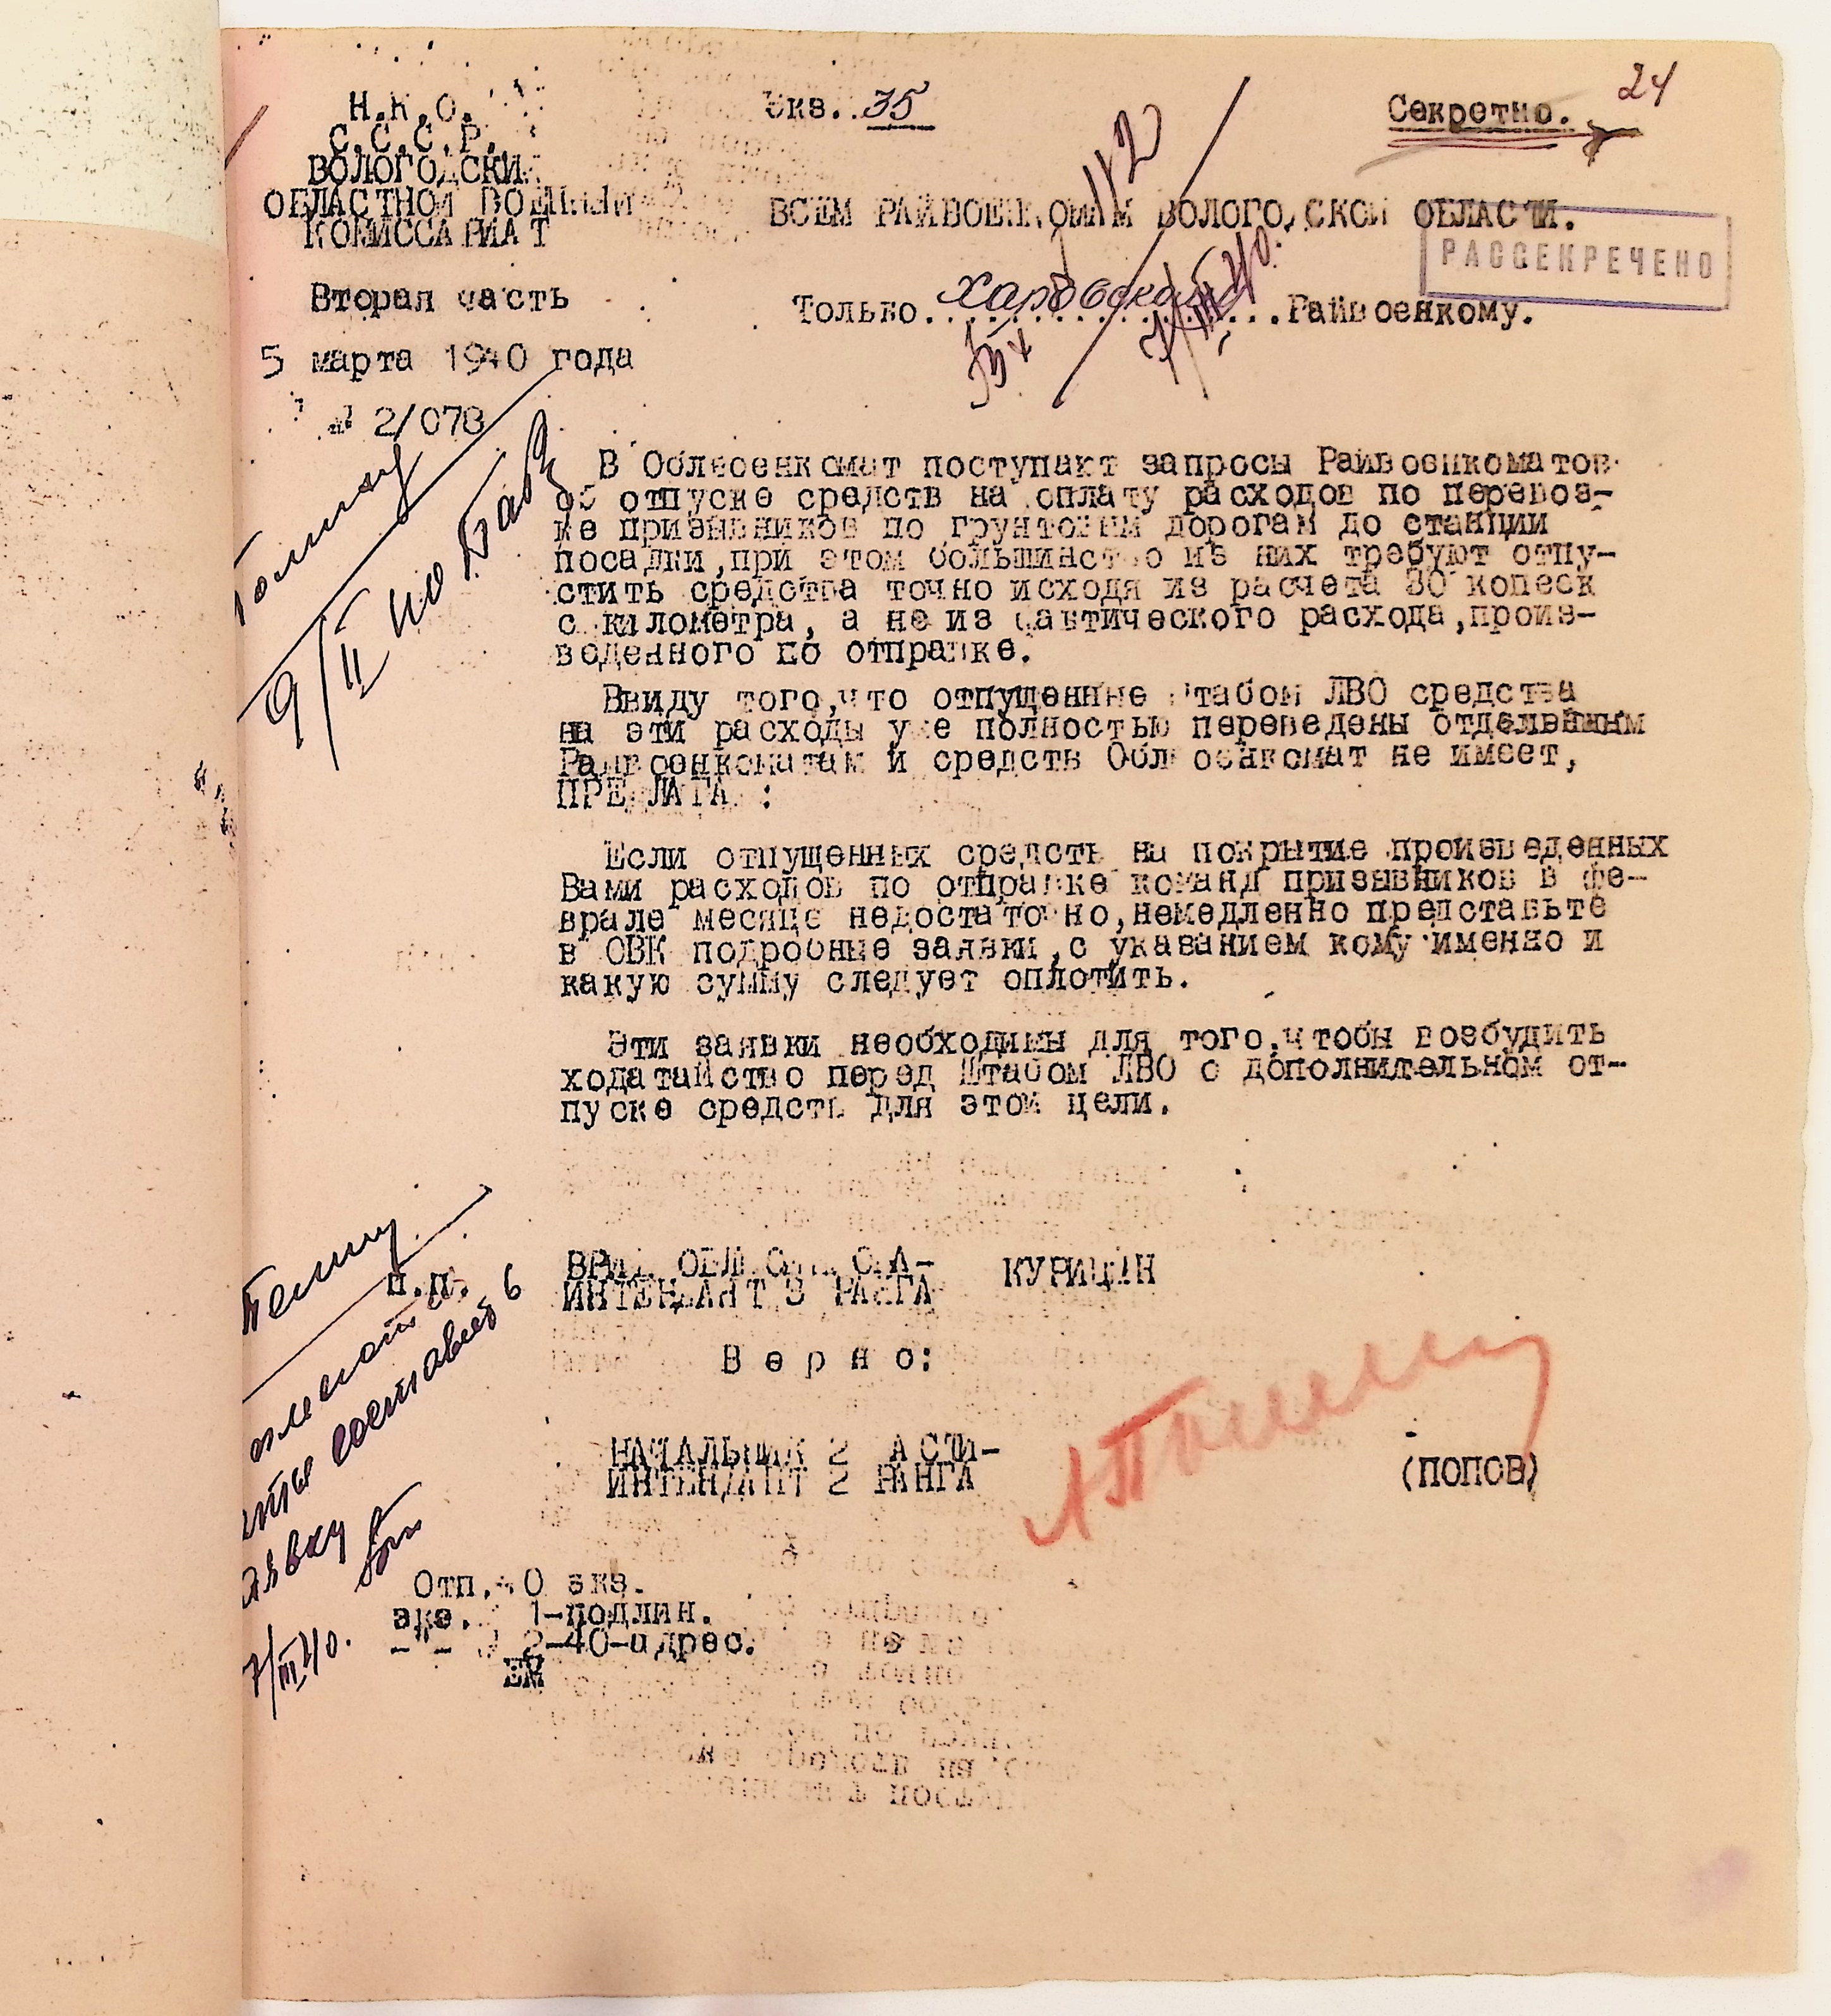 24
Н.К.О.
С.С.С.Р.
ВОЛОГОДСКИЙ
ОБЛАСТНОЙ ВОЕННЫЙ
КОМИССАРИАТ
Вторая часть
5 марта 1940 года
№ 2/078
Экз. 35
Секретно.
ВСЕМ РАЙВОЕНКОМАМ ВОЛОГОДСКОЙ ОБЛАСТИ.
РАССЕКРЕЧЕНО
Только Харовскому Райвоенкому.
В Облвоенкомат поступают запросы Райвоенкоматов
об отпуске средств на оплату расходов по перевоз-
ке призывников по грунтовым дорогам до станции
посадки,при этом большинство из них требуют отпу-
стить средства точно исходя из расчета 30 копеек
с километра, а не из фактического расхода,произ-
веденного по отправке.
Ввиду того,что отпущенные штабом ЛВО средства
на эти расходы уже полностью переведены отдельным
Райвоенкоматам и средств Облвоенкомат не имеет,
ПРЕДЛАГАЮ:
Если отпущенных средств на покрытие произведенных
Вами расходов по отправке команд призывников в фе-
врале месяце недостаточно,немедленно представьте
в ОВК подробные заявки,с указанием кому именно и
какую сумму следует оплотить.
Эти заявки необходимы для того,чтобы возбудить
ходатайство перед Штабом ЛВО о дополнительном от-
пуске средств для этой цели.
п.п.
ВРИД ОБЛВОЕНКОМА-
ИНТЕНДАНТ 3 РАНГА
КУРИЦИН
Верно:
НАЧАЛЬНИК 2 ЧАСТИ-
ИНТЕНДАНТ 2 РАНГА
(ПОПОВ)
составить
заявку
7/III 40.
Отп.40 экз.
экз. 1-подлин.
-"- 2-40-адрес.
ЕМ